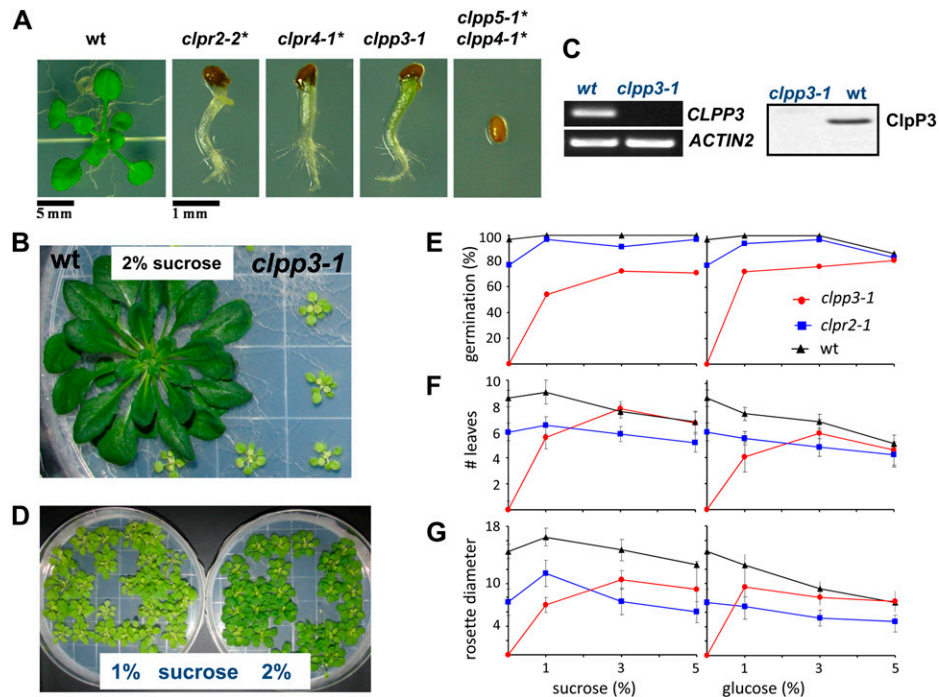 A
wt
clpr2-2*
clpr4-1*
clpp3-1
clpp5-1*
clpp4-1*
5 mm
1 mm
C
wt clpp3-1
CLPP3
ACTIN2
clpp3-1 wt
ClpP3
B
wt
2% sucrose
clpp3-1
D
1% sucrose 2%
E
germination (%)
100
80
60
40
20
clpp3-1
clpr2-1
wt
F
# leaves
10
8
6
4
2
G
rosette diameter
18
10
4
1 3 5
sucrose (%)
1 3 5
glucose (%)